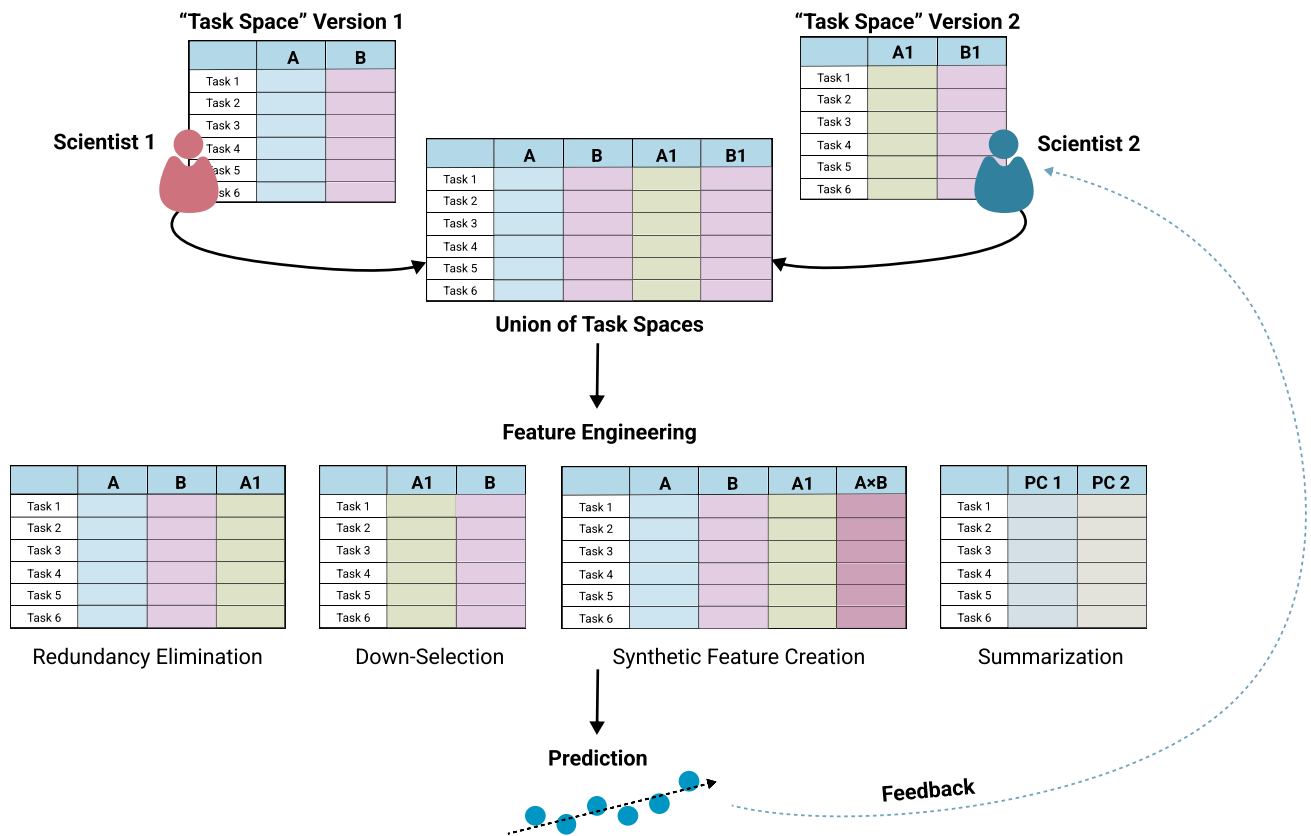 “Task Space” Version 1
A B
Task 1
Task 2
Task 3
Task 4
sk 5
sk 6
Scientist 1
“Task Space” Version 2
A1 B1
Task 1
Task 2
Task 3
Task 4
Task 5
Task 6
Scientist 2
A B A1 B1
Task 1
Task 2
Task 3
Task 4
Task 5
Task 6
Union of Task Spaces
Feature Engineering
A B A1
Task 1
Task 2
Task 3
Task 4
Task 5
Task 6
Redundancy Elimination
A1 B
Task 1
Task 2
Task 3
Task 4
Task 5
Task 6
Down-Selection
A B A1 A×B
Task 1
Task 2
Task 3
Task 4
Task 5
Task 6
Synthetic Feature Creation
PC 1 PC 2
Task 1
Task 2
Task 3
Task 4
Task 5
Task 6
Summarization
Prediction
Feedback